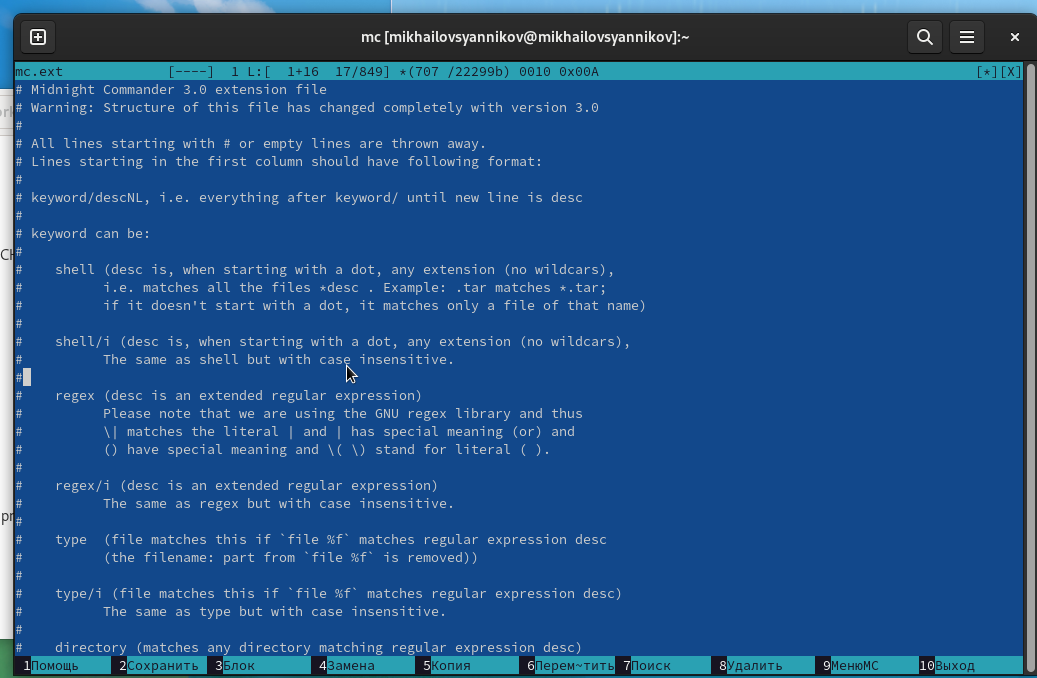 mc [mikhailovsyannikov@mikhailovsyannikov]:~
mc.ext [----] 1 L:[ 1+16 17/849] *(707 /22299b) 0010 0x00A [*][X]
# Midnight Commander 3.0 extension file
# Warning: Structure of this file has changed completely with version 3.0
#
# All lines starting with # or empty lines are thrown away.
# Lines starting in the first column should have following format:
#
# keyword/descNL, i.e. everything after keyword/ until new line is desc
#
# keyword can be:
#
#    shell (desc is, when starting with a dot, any extension (no wildcars),
#          i.e. matches all the files *desc . Example: .tar matches *.tar;
#          if it doesn't start with a dot, it matches only a file of that name)
#
#    shell/i (desc is, when starting with a dot, any extension (no wildcars),
#          The same as shell but with case insensitive.
#
#    regex (desc is an extended regular expression)
#          Please note that we are using the GNU regex library and thus
#          \| matches the literal | and | has special meaning (or) and
#          () have special meaning and \( \) stand for literal ( ).
#
#    regex/i (desc is an extended regular expression)
#          The same as regex but with case insensitive.
#
#    type  (file matches this if `file %f` matches regular expression desc
#          (the filename: part from `file %f` is removed))
#
#    type/i (file matches this if `file %f` matches regular expression desc)
#          The same as type but with case insensitive.
#
#    directory (matches any directory matching regular expression desc)
1Помощь 2Сохранить 3Блок 4Замена 5Копия 6Перем~тить 7Поиск 8Удалить 9МенюMC 10Выход